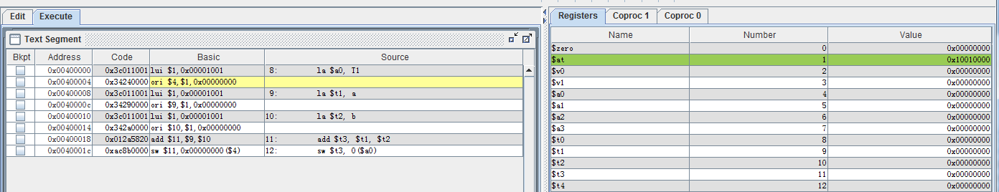 Edit Execute
Text Segment
Bkpt Address Code Basic Source
0x00400000 0x3c011001 lui $1,0x00001001 8: la $a0, T1
0x00400004 0x34240000 ori $4,$1,0x00000000
0x00400008 0x3c011001 lui $1,0x00001001 9: la $t1, a
0x0040000c 0x34290000 ori $9,$1,0x00000000
0x00400010 0x3c011001 lui $1,0x00001001 10: la $t2, b
0x00400014 0x342a0000 ori $10,$1,0x00000000
0x00400018 0x012a5820 add $11,$9,$10 11: add $t3, $t1, $t2
0x0040001c 0xac8b0000 sw $11,0x00000000($4) 12: sw $t3, 0($a0)
Registers Coproc 1 Coproc 0
Name Number Value
$zero 0 0x00000000
$at 1 0x10010000
$v0 2 0x00000000
$v1 3 0x00000000
$a0 4 0x00000000
$a1 5 0x00000000
$a2 6 0x00000000
$a3 7 0x00000000
$t0 8 0x00000000
$t1 9 0x00000000
$t2 10 0x00000000
$t3 11 0x00000000
$t4 12 0x00000000